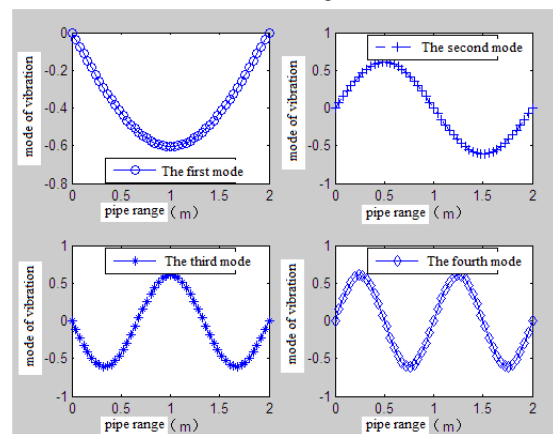 0
-0.2
-0.4
-0.6
-0.8
mode of vibration
The first mode
0 0.5 1 1.5 2
pipe range (m)
1
0.5
0
-0.5
-1
mode of vibration
The second mode
0 0.5 1 1.5 2
pipe range (m)
1
0.5
0
-0.5
-1
mode of vibration
The third mode
0 0.5 1 1.5 2
pipe range (m)
1
0.5
0
-0.5
-1
mode of vibration
The fourth mode
0 0.5 1 1.5 2
pipe range (m)